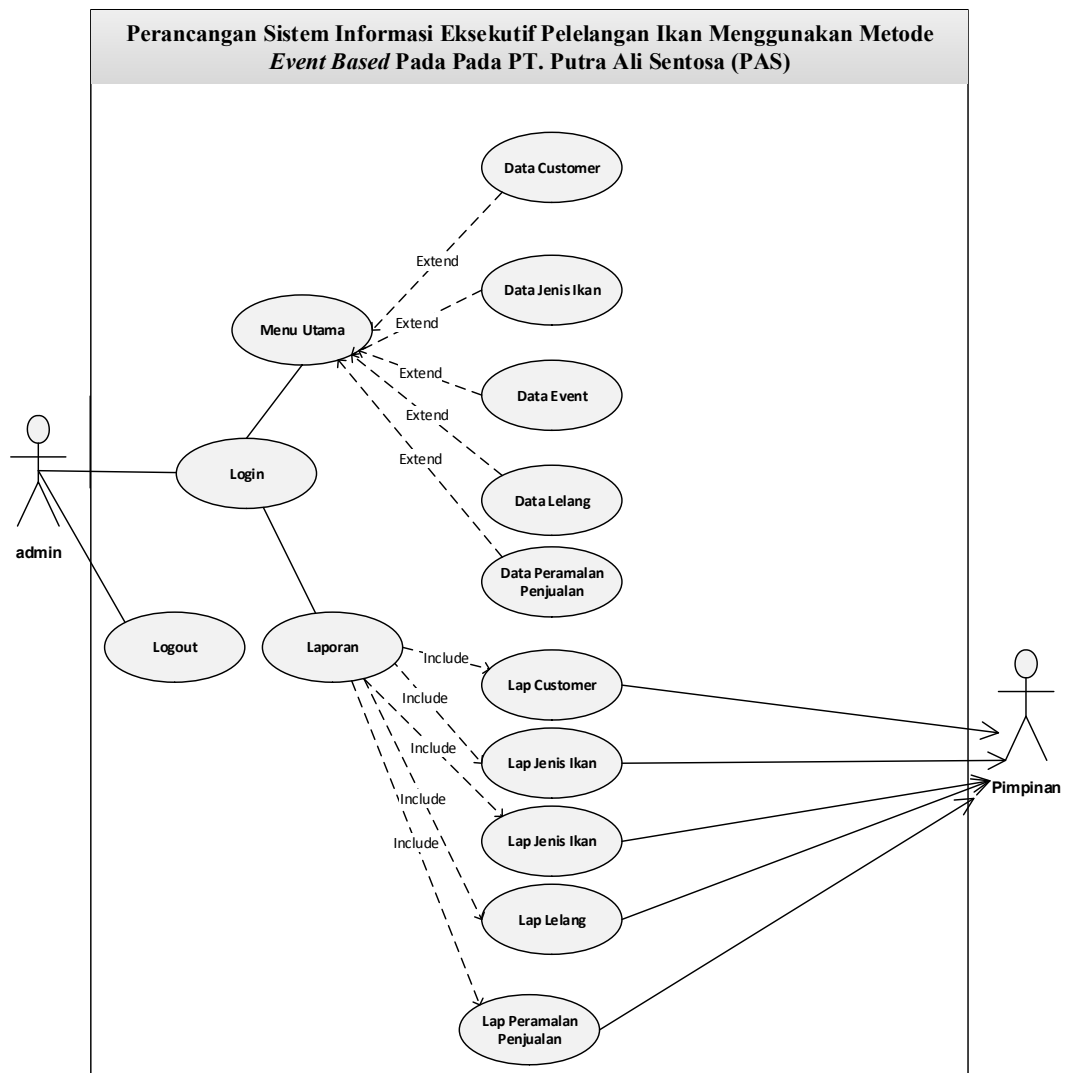 Perancangan Sistem Informasi Eksekutif Pelelangan Ikan Menggunakan Metode
Event Based Pada Pada PT. Putra Ali Sentosa (PAS)
Data Customer
Extend
Data Jenis Ikan
Extend
Menu Utama
Extend
Data Event
Extend
Extend
Login
Data Lelang
admin
Data Peramalan
Penjualan
Logout
Laporan
Include
Lap Customer
Include
Include
Lap Jenis Ikan
Pimpinan
Include
Include
Lap Jenis Ikan
Lap Lelang
Lap Peramalan
Penjualan